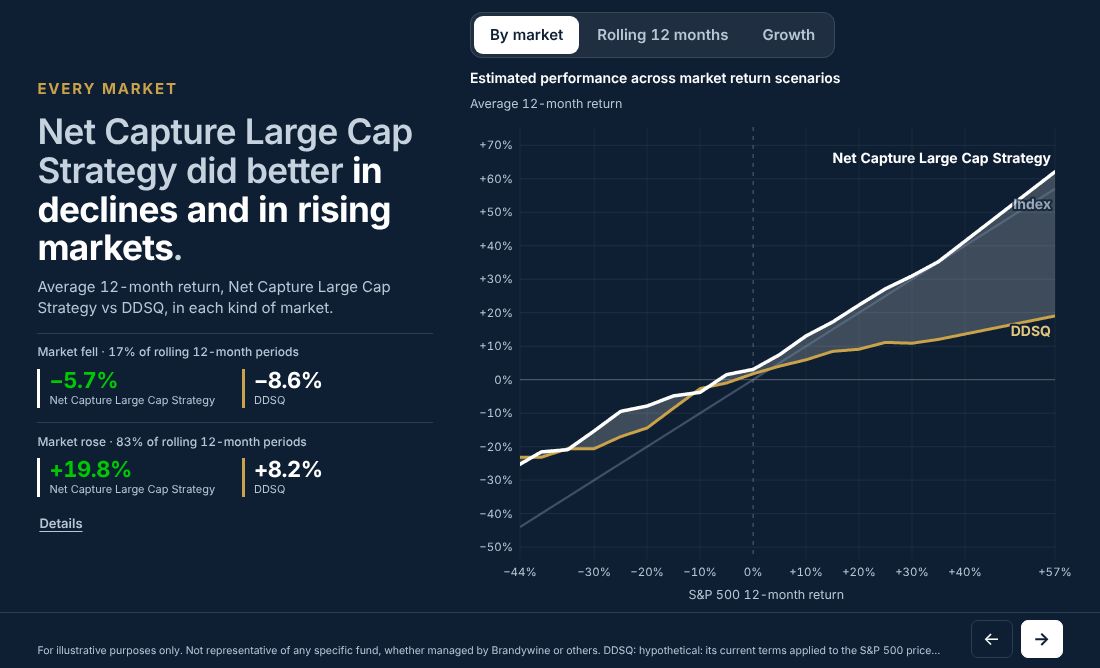 By market
Rolling 12 months
Growth
EVERY MARKET
Net Capture Large Cap
Strategy did better in
declines and in rising
markets.
Average 12-month return, Net Capture Large Cap
Strategy vs DDSQ, in each kind of market.
Market fell · 17% of rolling 12-month periods
−5.7%
Net Capture Large Cap Strategy
−8.6%
DDSQ
Market rose · 83% of rolling 12-month periods
+19.8%
Net Capture Large Cap Strategy
+8.2%
DDSQ
Details
Estimated performance across market return scenarios
Average 12-month return
+70%
+60%
+50%
+40%
+30%
+20%
+10%
0%
−10%
−20%
−30%
−40%
−50%
Net Capture Large Cap Strategy
Index
DDSQ
−44%
−30%
−20%
−10%
0%
+10%
+20%
+30%
+40%
+57%
S&P 500 12-month return
For illustrative purposes only. Not representative of any specific fund, whether managed by Brandywine or others. DDSQ: hypothetical: its current terms applied to the S&P 500 price…
←
→